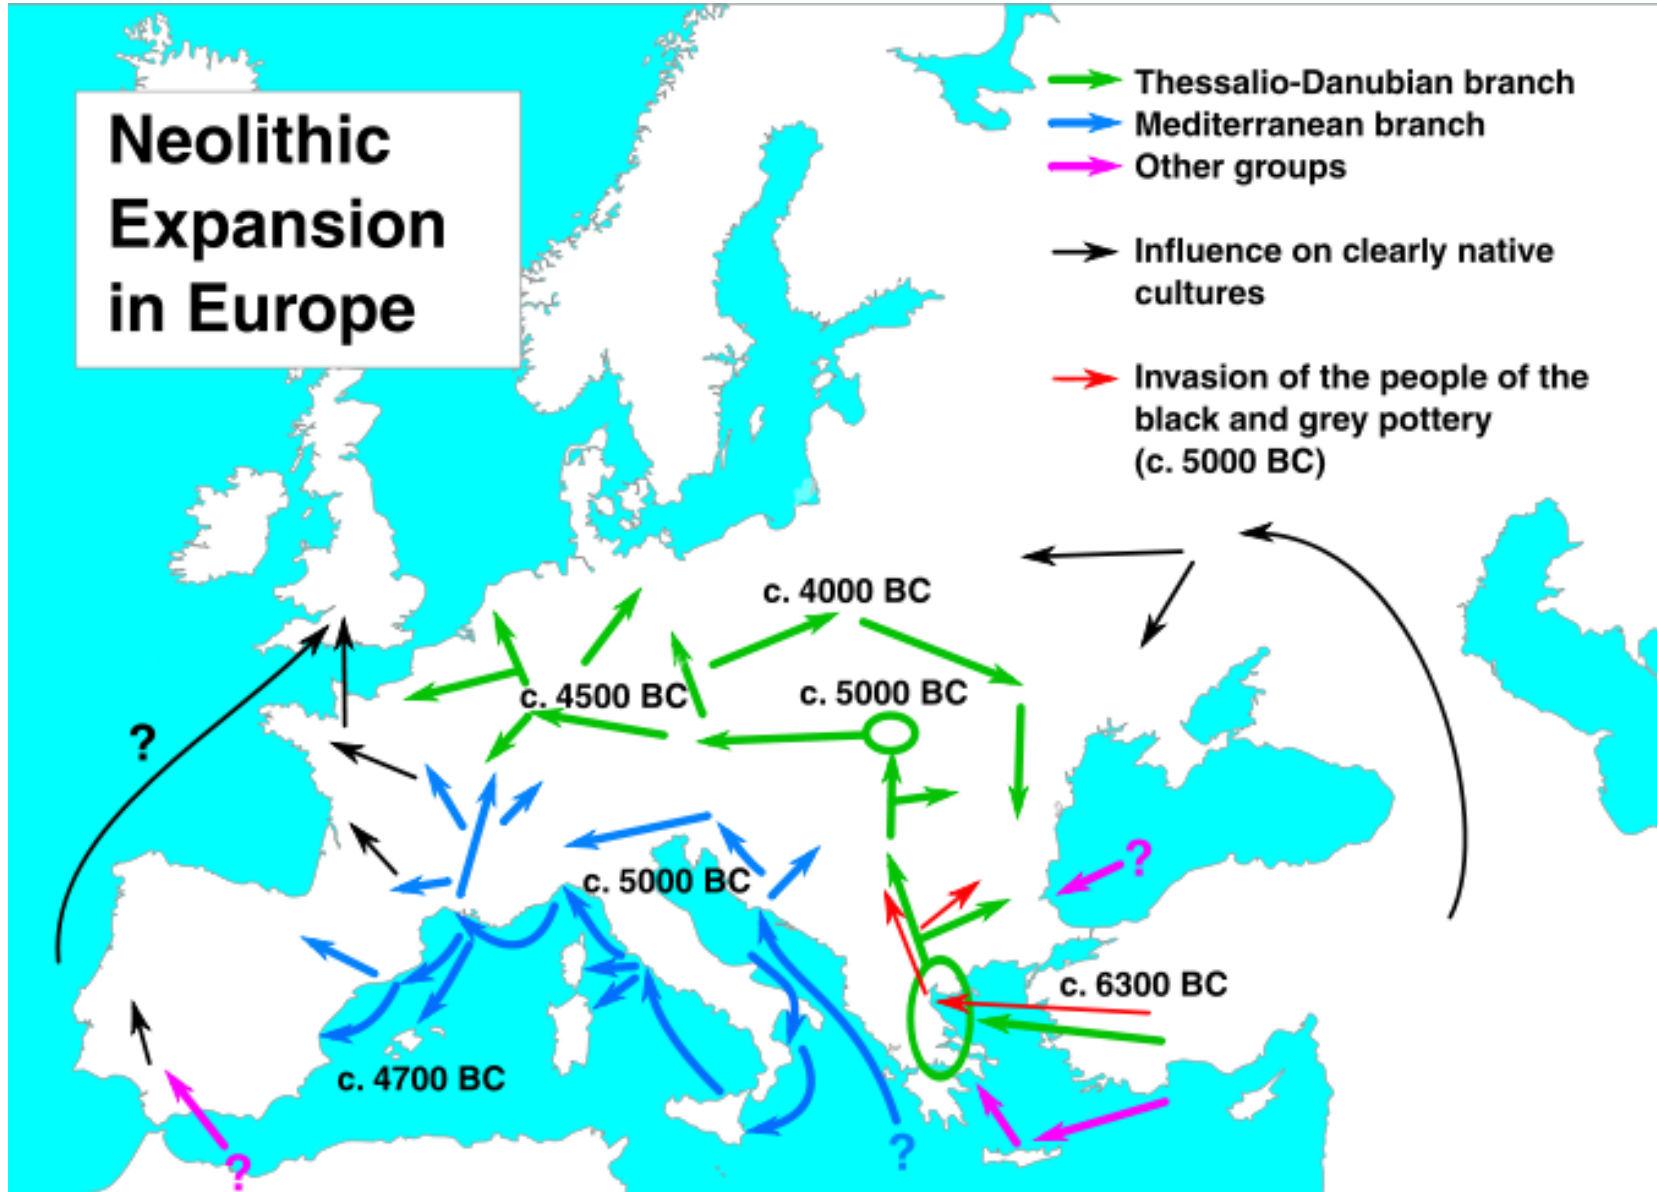 Neolithic
Expansion
in Europe
Thessalio-Danubian branch
Mediterranean branch
Other groups
Influence on clearly native
cultures
Invasion of the people of the
black and grey pottery
(c. 5000 BC)
c. 4000 BC
c. 4500 BC
c. 5000 BC
?
?
c. 5000 BC
c. 6300 BC
c. 4700 BC
?
?